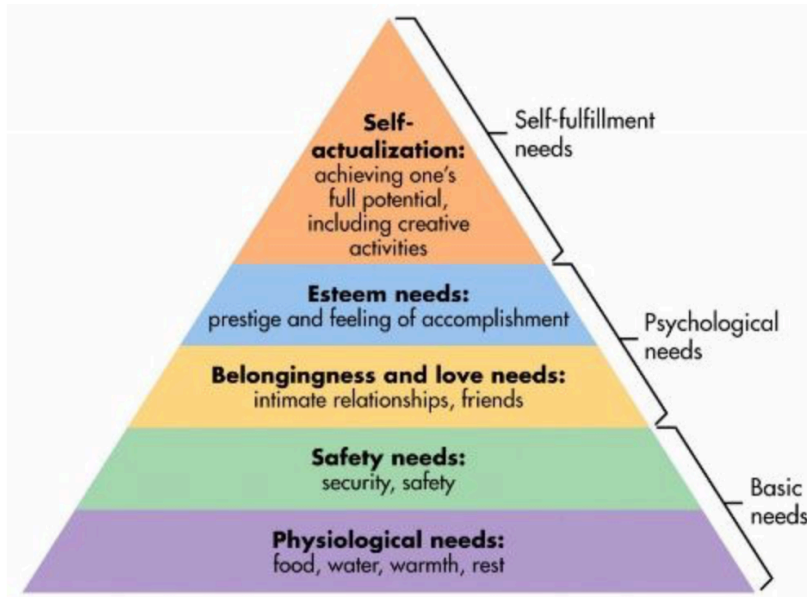 Self-
actualization:
achieving one's
full potential,
including creative
activities
Self-fulfillment
needs
Esteem needs:
prestige and feeling of accomplishment
Psychological
needs
Belongingness and love needs:
intimate relationships, friends
Safety needs:
security, safety
Basic
needs
Physiological needs:
food, water, warmth, rest